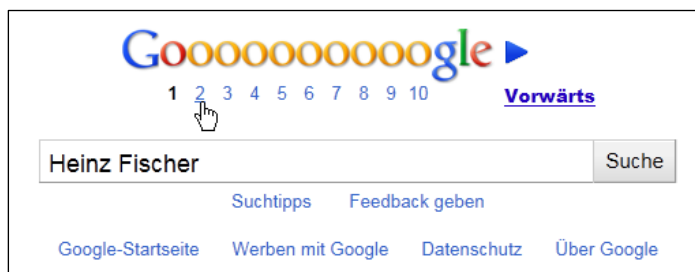 Goooooooooogle
1 2 3 4 5 6 7 8 9 10 Vorwärts
Heinz Fischer Suche
Suchtipps Feedback geben
Google-Startseite Werben mit Google Datenschutz Über Google